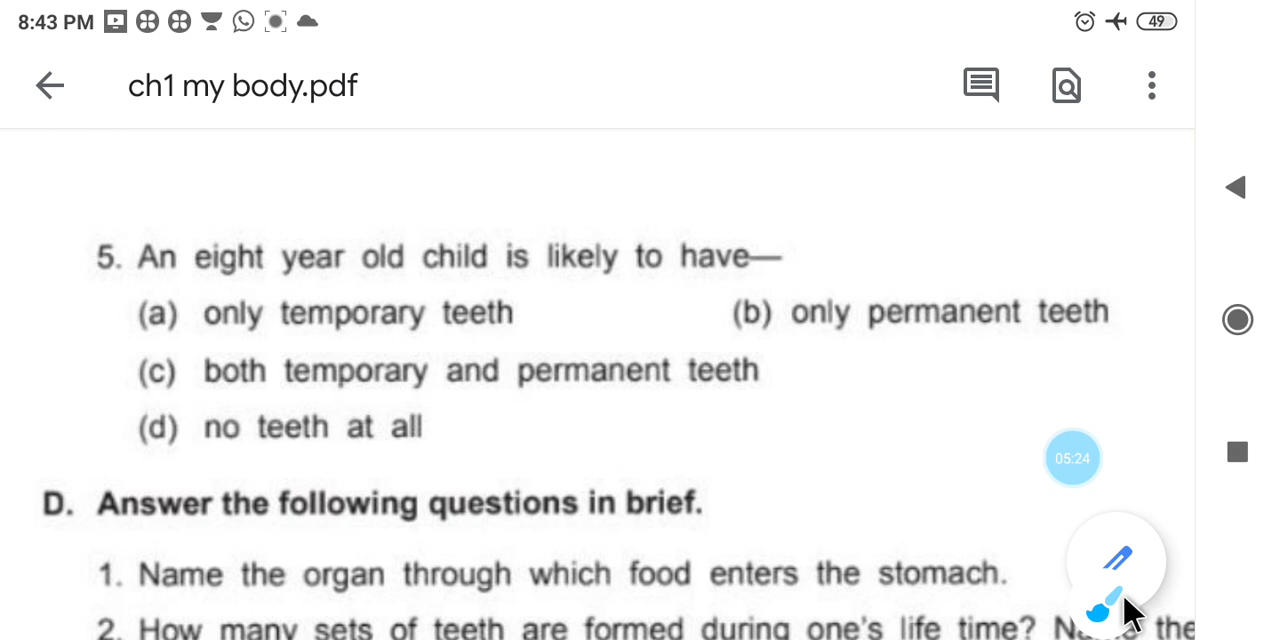 8:43 PM 49
ch1 my body.pdf
5. An eight year old child is likely to have—
(a) only temporary teeth (b) only permanent teeth
(c) both temporary and permanent teeth
(d) no teeth at all
05:24
D. Answer the following questions in brief.
1. Name the organ through which food enters the stomach.
2. How many sets of teeth are formed during one's life time? the